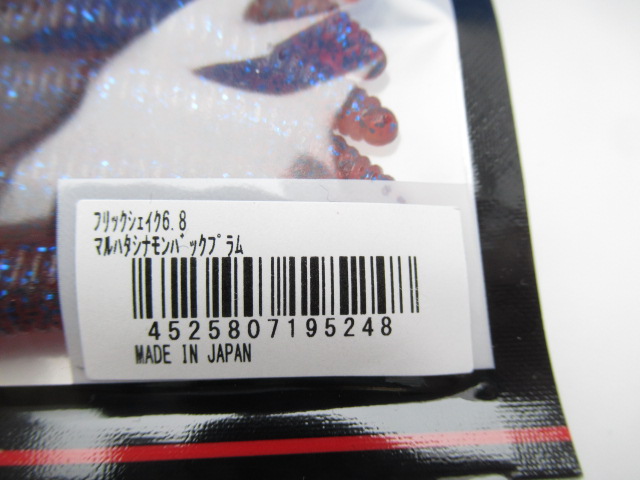 ﾌﾘｯｸｼｪｲｸ6.8
ﾏﾙﾊﾀｼﾅﾓﾝﾊﾞｯｸﾌﾟﾗﾑ
4525807195248
MADE IN JAPAN